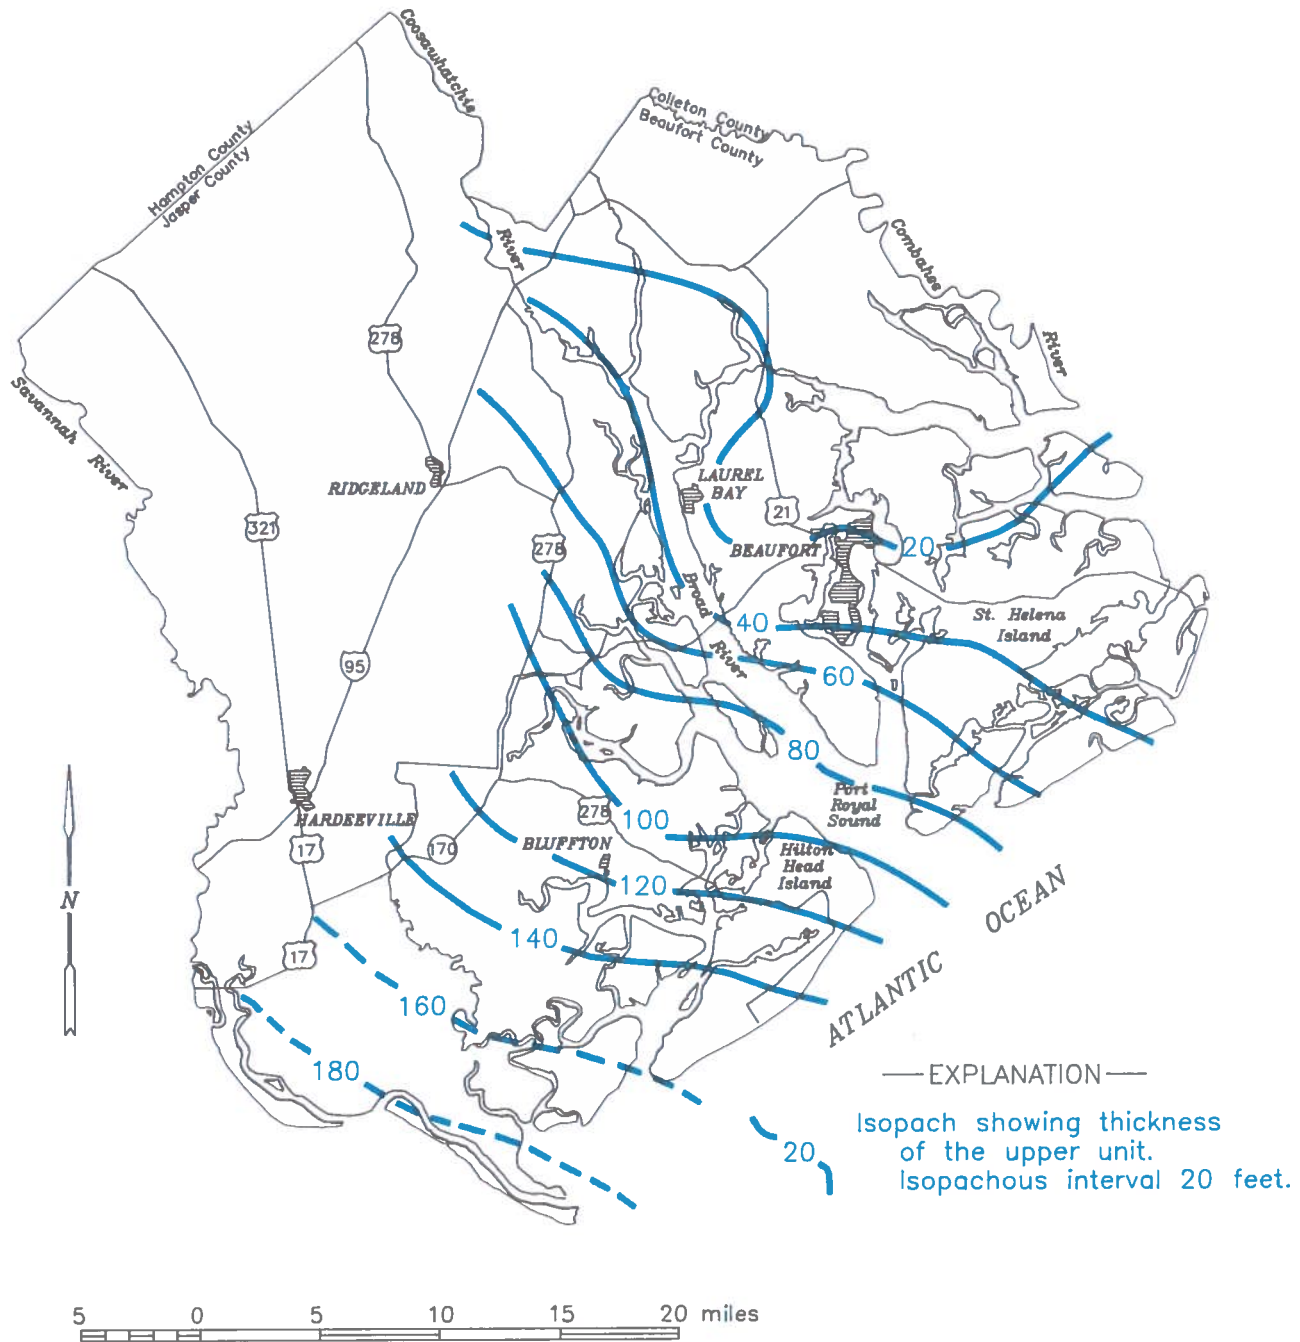 Coosawhatchie
River
Colleton County
Beaufort County
Hampton County
Jasper County
Combahee
River
Savannah
River
278
RIDGELAND
LAUREL
BAY
321
21
BEAUFORT
20
278
Broad
River
40
St. Helena
Island
95
60
80
Port
Royal
Sound
HARDEEVILLE
278
100
17
170
BLUFFTON
Hilton
Head
Island
120
N
OCEAN
140
17
ATLANTIC
160
180
EXPLANATION
20
Isopach showing thickness
of the upper unit.
Isopachous interval 20 feet.
5 0 5 10 15 20 miles